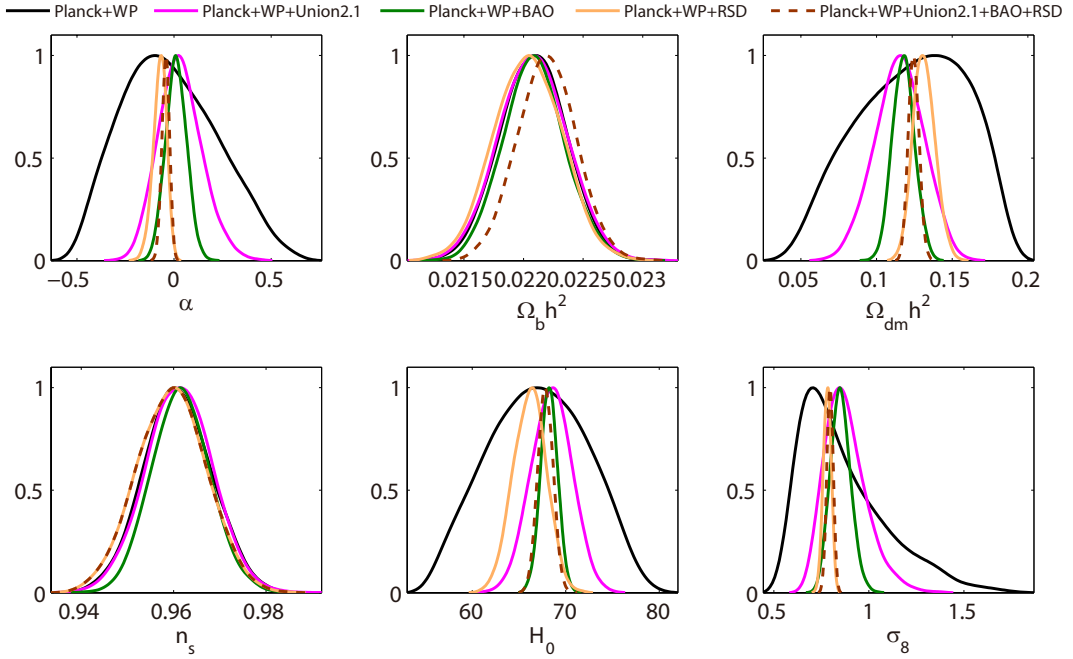 Planck+WP Planck+WP+Union2.1 Planck+WP+BAO Planck+WP+RSD Planck+WP+Union2.1+BAO+RSD
1 1 1
0.5 0.5 0.5
0 0 0
−0.5 0 0.5 0.0215 0.022 0.0225 0.023 0.05 0.1 0.15 0.2
α Ω_b h² Ω_dm h²
1 1 1
0.5 0.5 0.5
0 0 0
0.94 0.96 0.98 60 70 80 0.5 1 1.5
n_s H_0 σ_8